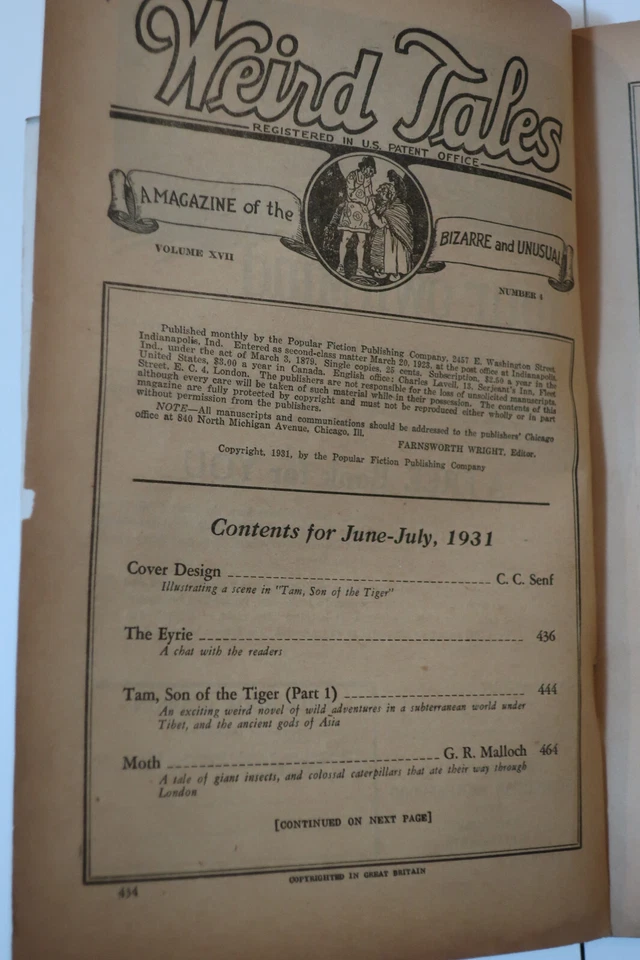 Weird Tales
REGISTERED IN U.S. PATENT OFFICE
A MAGAZINE of the
BIZARRE and UNUSUAL
VOLUME XVII
NUMBER 4
Published monthly by the Popular Fiction Publishing Company, 2457 E. Washington Street
Indianapolis, Ind. Entered as second-class matter March 20, 1923, at the post office at Indianapolis
Ind., under the act of March 3, 1879. Single copies, 25 cents. Subscription, $2.50 a year in the
United States, $3.00 a year in Canada. English office: Charles Lavell, 13, Serjeant's Inn, Fleet
Street, E. C. 4, London. The publishers are not responsible for the loss of unsolicited manuscripts,
although every care will be taken of such material while in their possession. The contents of this
magazine are fully protected by copyright and must not be reproduced either wholly or in part
without permission from the publishers.
NOTE—All manuscripts and communications should be addressed to the publishers' Chicago
office at 840 North Michigan Avenue, Chicago, Ill.
FARNSWORTH WRIGHT, Editor.
Copyright, 1931, by the Popular Fiction Publishing Company
Contents for June-July, 1931
Cover Design C. C. Senf
Illustrating a scene in "Tam, Son of the Tiger"
The Eyrie 436
A chat with the readers
Tam, Son of the Tiger (Part 1) 444
An exciting weird novel of wild adventures in a subterranean world under
Tibet, and the ancient gods of Asia
Moth G. R. Malloch 464
A tale of giant insects, and colossal caterpillars that ate their way through
London
[CONTINUED ON NEXT PAGE]
434
COPYRIGHTED IN GREAT BRITAIN